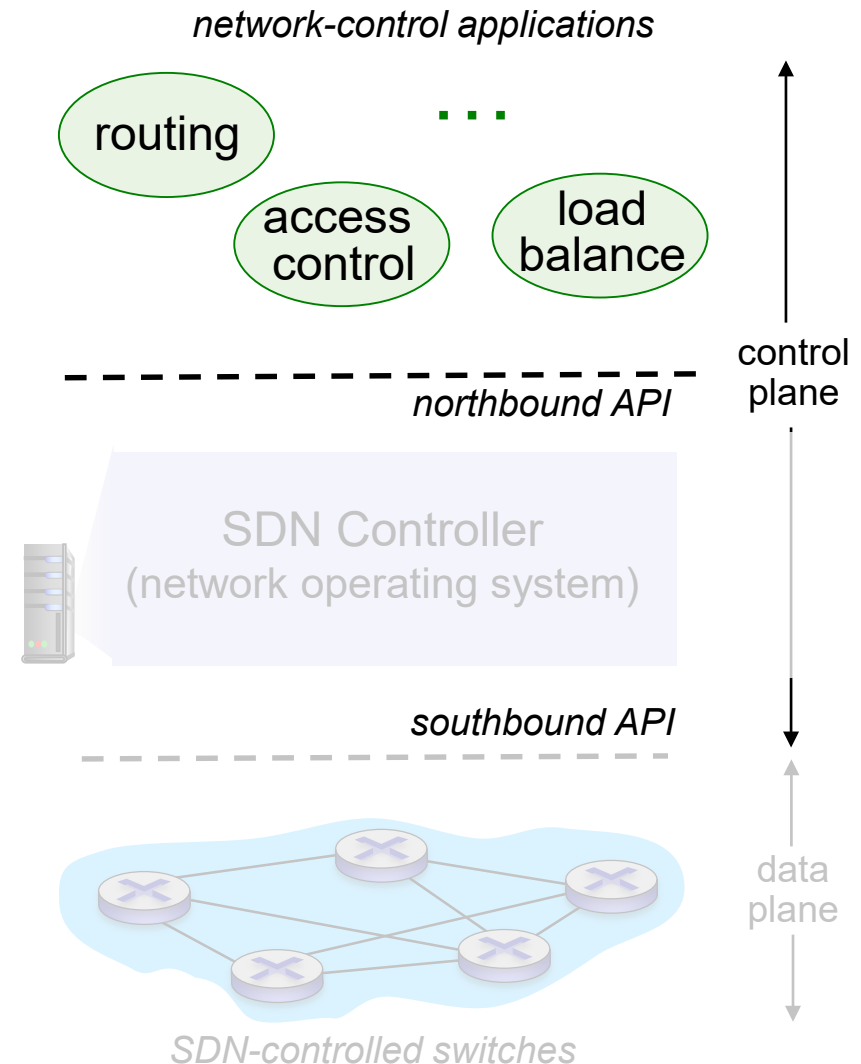 network-control applications
routing
...
access
control
load
balance
control
plane
northbound API
SDN Controller
(network operating system)
southbound API
data
plane
SDN-controlled switches